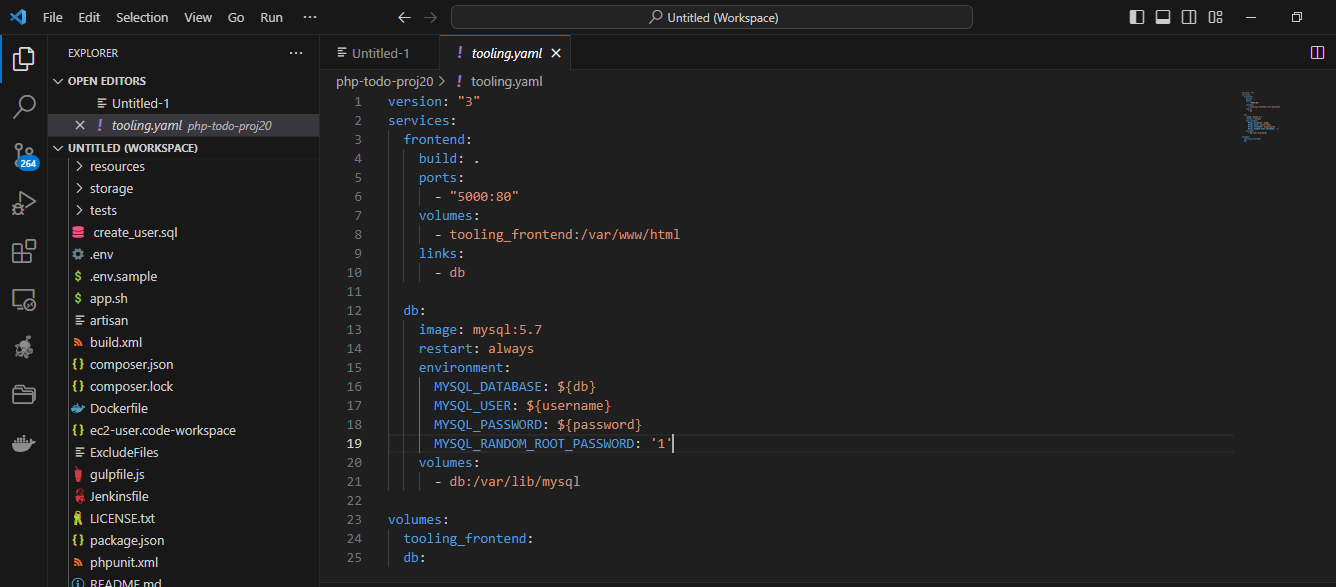 File Edit Selection View Go Run ··· Untitled (Workspace)
EXPLORER ···
OPEN EDITORS
Untitled-1
! tooling.yaml php-todo-proj20
UNTITLED (WORKSPACE)
resources
storage
tests
create_user.sql
.env
$ .env.sample
$ app.sh
artisan
build.xml
{} composer.json
{} composer.lock
Dockerfile
{} ec2-user.code-workspace
ExcludeFiles
gulpfile.js
Jenkinsfile
LICENSE.txt
{} package.json
phpunit.xml
README.md
264
Untitled-1 ! tooling.yaml
php-todo-proj20 > ! tooling.yaml
1 version: "3"
2 services:
3 frontend:
4 build: .
5 ports:
6 - "5000:80"
7 volumes:
8 - tooling_frontend:/var/www/html
9 links:
10 - db
11
12 db:
13 image: mysql:5.7
14 restart: always
15 environment:
16 MYSQL_DATABASE: ${db}
17 MYSQL_USER: ${username}
18 MYSQL_PASSWORD: ${password}
19 MYSQL_RANDOM_ROOT_PASSWORD: '1'
20 volumes:
21 - db:/var/lib/mysql
22
23 volumes:
24 tooling_frontend:
25 db: